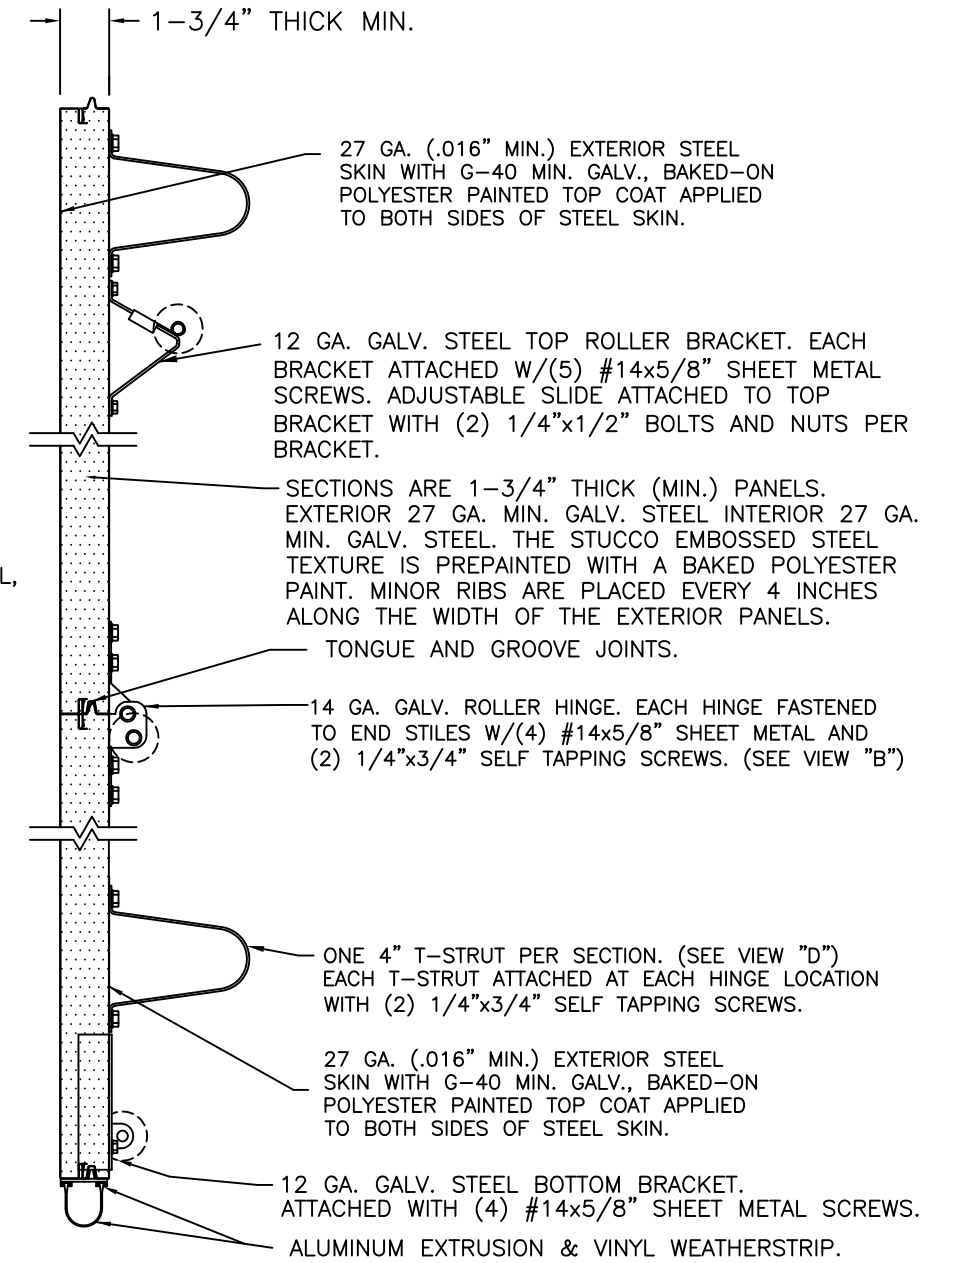 1-3/4" THICK MIN.
27 GA. (.016" MIN.) EXTERIOR STEEL
SKIN WITH G-40 MIN. GALV., BAKED-ON
POLYESTER PAINTED TOP COAT APPLIED
TO BOTH SIDES OF STEEL SKIN.
12 GA. GALV. STEEL TOP ROLLER BRACKET. EACH
BRACKET ATTACHED W/(5) #14x5/8" SHEET METAL
SCREWS. ADJUSTABLE SLIDE ATTACHED TO TOP
BRACKET WITH (2) 1/4"x1/2" BOLTS AND NUTS PER
BRACKET.
SECTIONS ARE 1-3/4" THICK (MIN.) PANELS.
EXTERIOR 27 GA. MIN. GALV. STEEL INTERIOR 27 GA.
MIN. GALV. STEEL. THE STUCCO EMBOSSED STEEL
TEXTURE IS PREPAINTED WITH A BAKED POLYESTER
PAINT. MINOR RIBS ARE PLACED EVERY 4 INCHES
ALONG THE WIDTH OF THE EXTERIOR PANELS.
L,
TONGUE AND GROOVE JOINTS.
14 GA. GALV. ROLLER HINGE. EACH HINGE FASTENED
TO END STILES W/(4) #14x5/8" SHEET METAL AND
(2) 1/4"x3/4" SELF TAPPING SCREWS. (SEE VIEW "B")
ONE 4" T-STRUT PER SECTION. (SEE VIEW "D")
EACH T-STRUT ATTACHED AT EACH HINGE LOCATION
WITH (2) 1/4"x3/4" SELF TAPPING SCREWS.
27 GA. (.016" MIN.) EXTERIOR STEEL
SKIN WITH G-40 MIN. GALV., BAKED-ON
POLYESTER PAINTED TOP COAT APPLIED
TO BOTH SIDES OF STEEL SKIN.
12 GA. GALV. STEEL BOTTOM BRACKET.
ATTACHED WITH (4) #14x5/8" SHEET METAL SCREWS.
ALUMINUM EXTRUSION & VINYL WEATHERSTRIP.